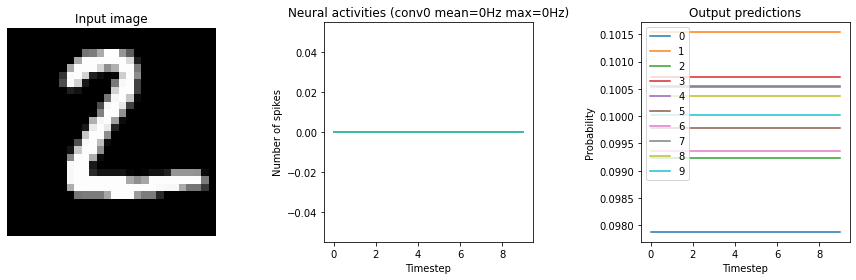 Input image
2
Neural activities (conv0 mean=0Hz max=0Hz)
Number of spikes
0.04
0.02
0.00
−0.02
−0.04
0 2 4 6 8
Timestep
Output predictions
Probability
0.1015
0.1010
0.1005
0.1000
0.0995
0.0990
0.0985
0.0980
0
1
2
3
4
5
6
7
8
9
0 2 4 6 8
Timestep